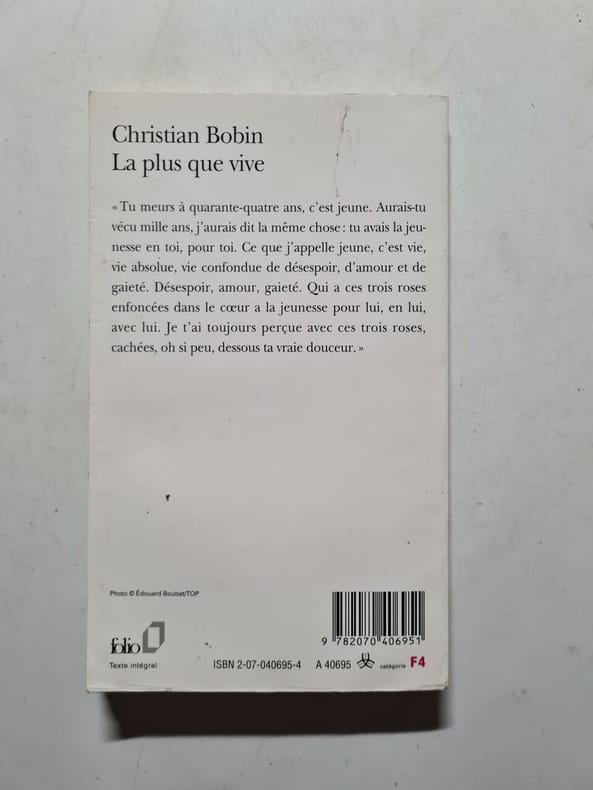 Christian Bobin
La plus que vive
« Tu meurs à quarante-quatre ans, c’est jeune. Aurais-tu
vécu mille ans, j’aurais dit la même chose : tu avais la jeu-
nesse en toi, pour toi. Ce que j’appelle jeune, c’est vie,
vie absolue, vie confondue de désespoir, d’amour et de
gaieté. Désespoir, amour, gaieté. Qui a ces trois roses
enfoncées dans le cœur a la jeunesse pour lui, en lui,
avec lui. Je t’ai toujours perçue avec ces trois roses,
cachées, oh si peu, dessous ta vraie douceur. »
Photo © Édouard Boubat/TOP
9 782070 406951
folio
Texte intégral
ISBN 2-07-040695-4 A 40695 catégorie F4